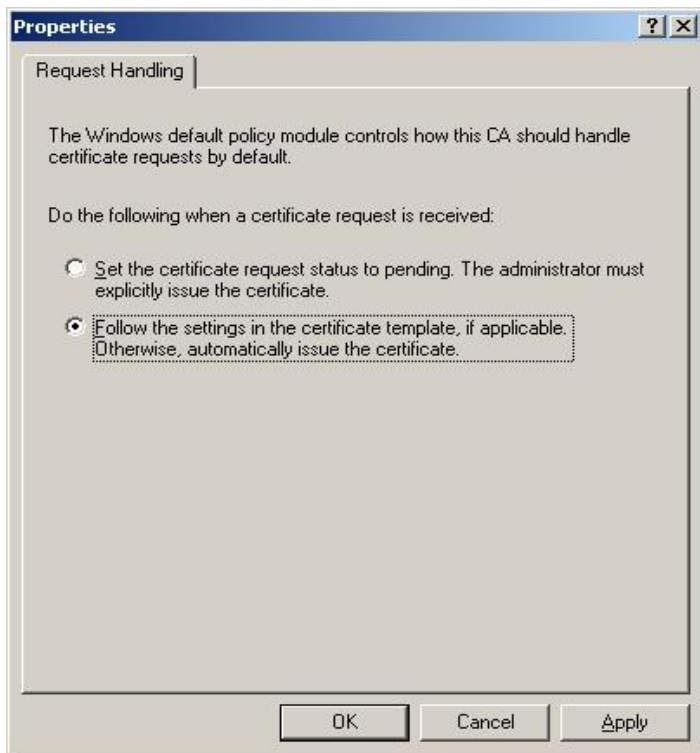 Properties
Request Handling
The Windows default policy module controls how this CA should handle
certificate requests by default.
Do the following when a certificate request is received:
Set the certificate request status to pending. The administrator must
explicitly issue the certificate.
Follow the settings in the certificate template, if applicable.
Otherwise, automatically issue the certificate.
OK Cancel Apply